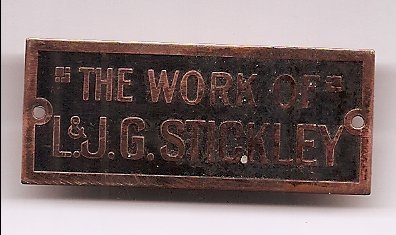 "THE WORK OF"
L. & J. G. STICKLEY